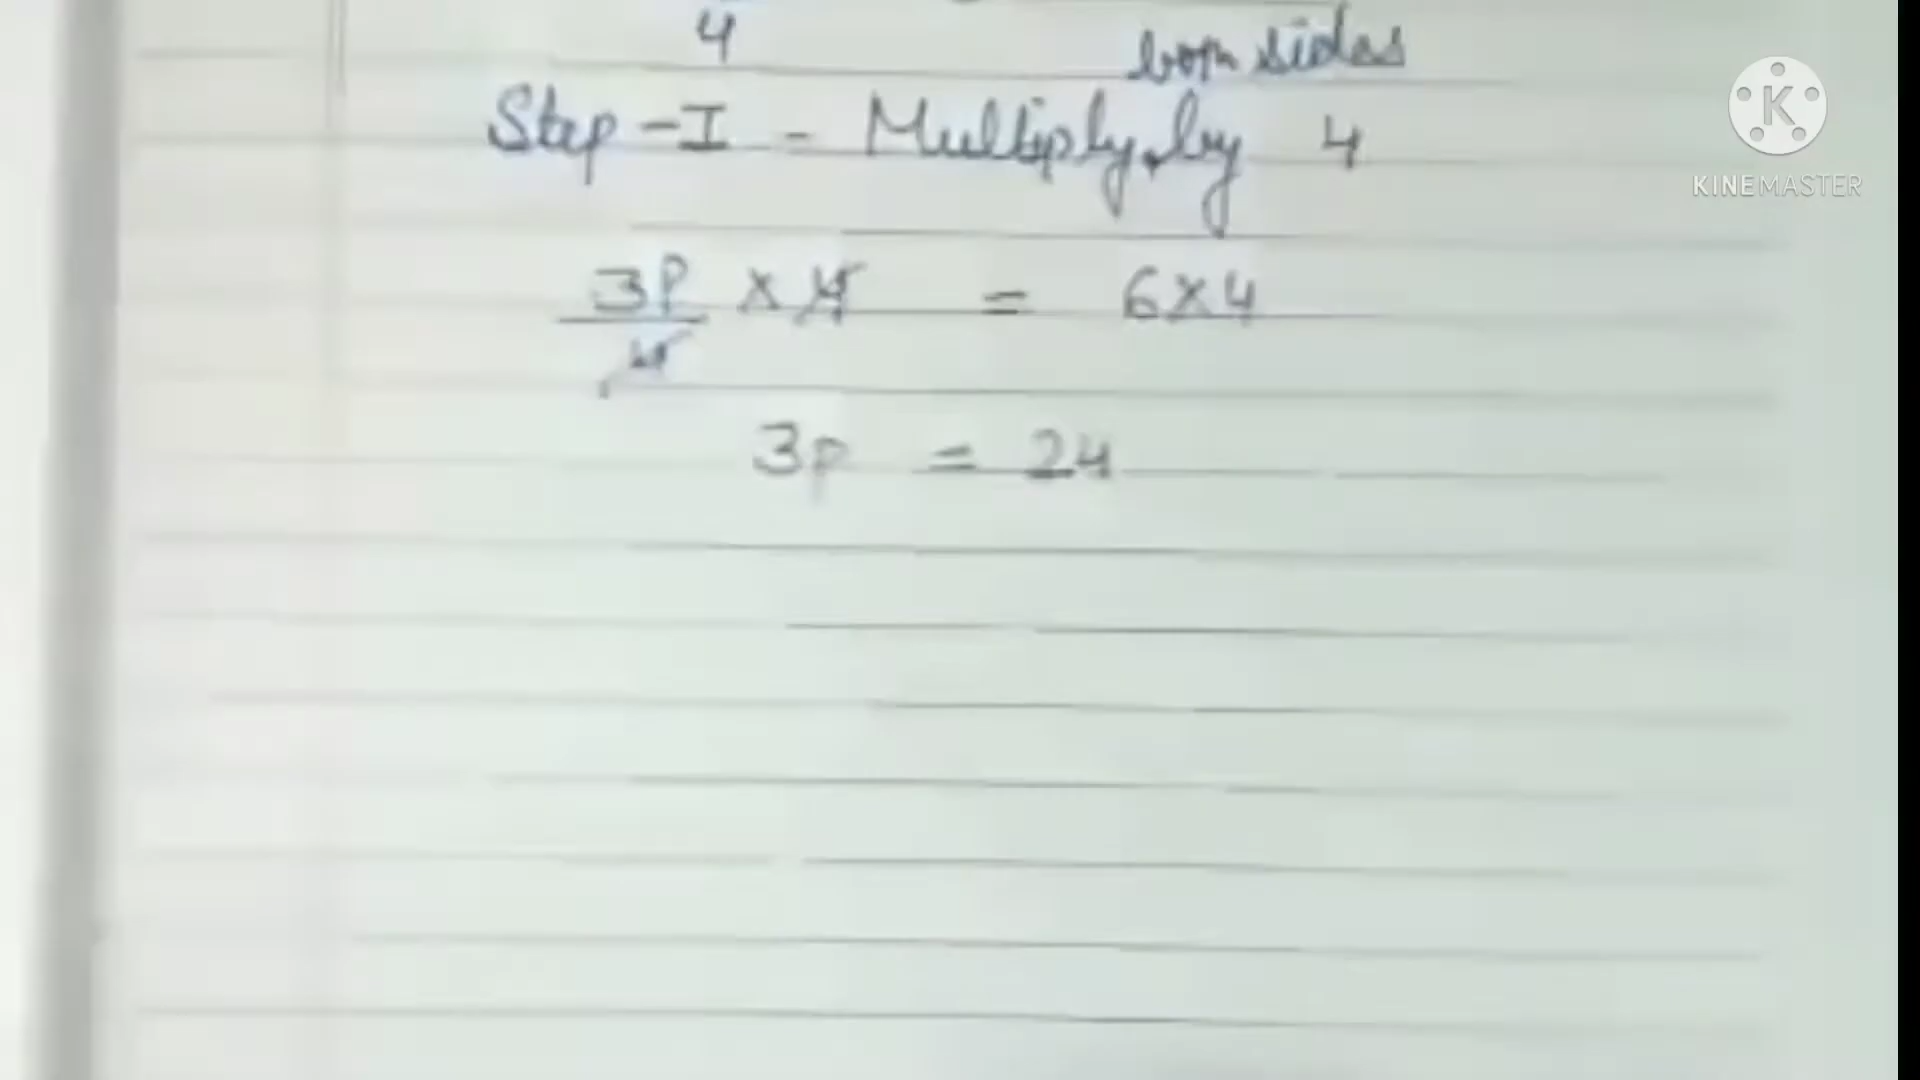 4
both sides
Step - I - Multiply by 4
3P × 4 = 6×4
4
3p = 24
K
KINEMASTER